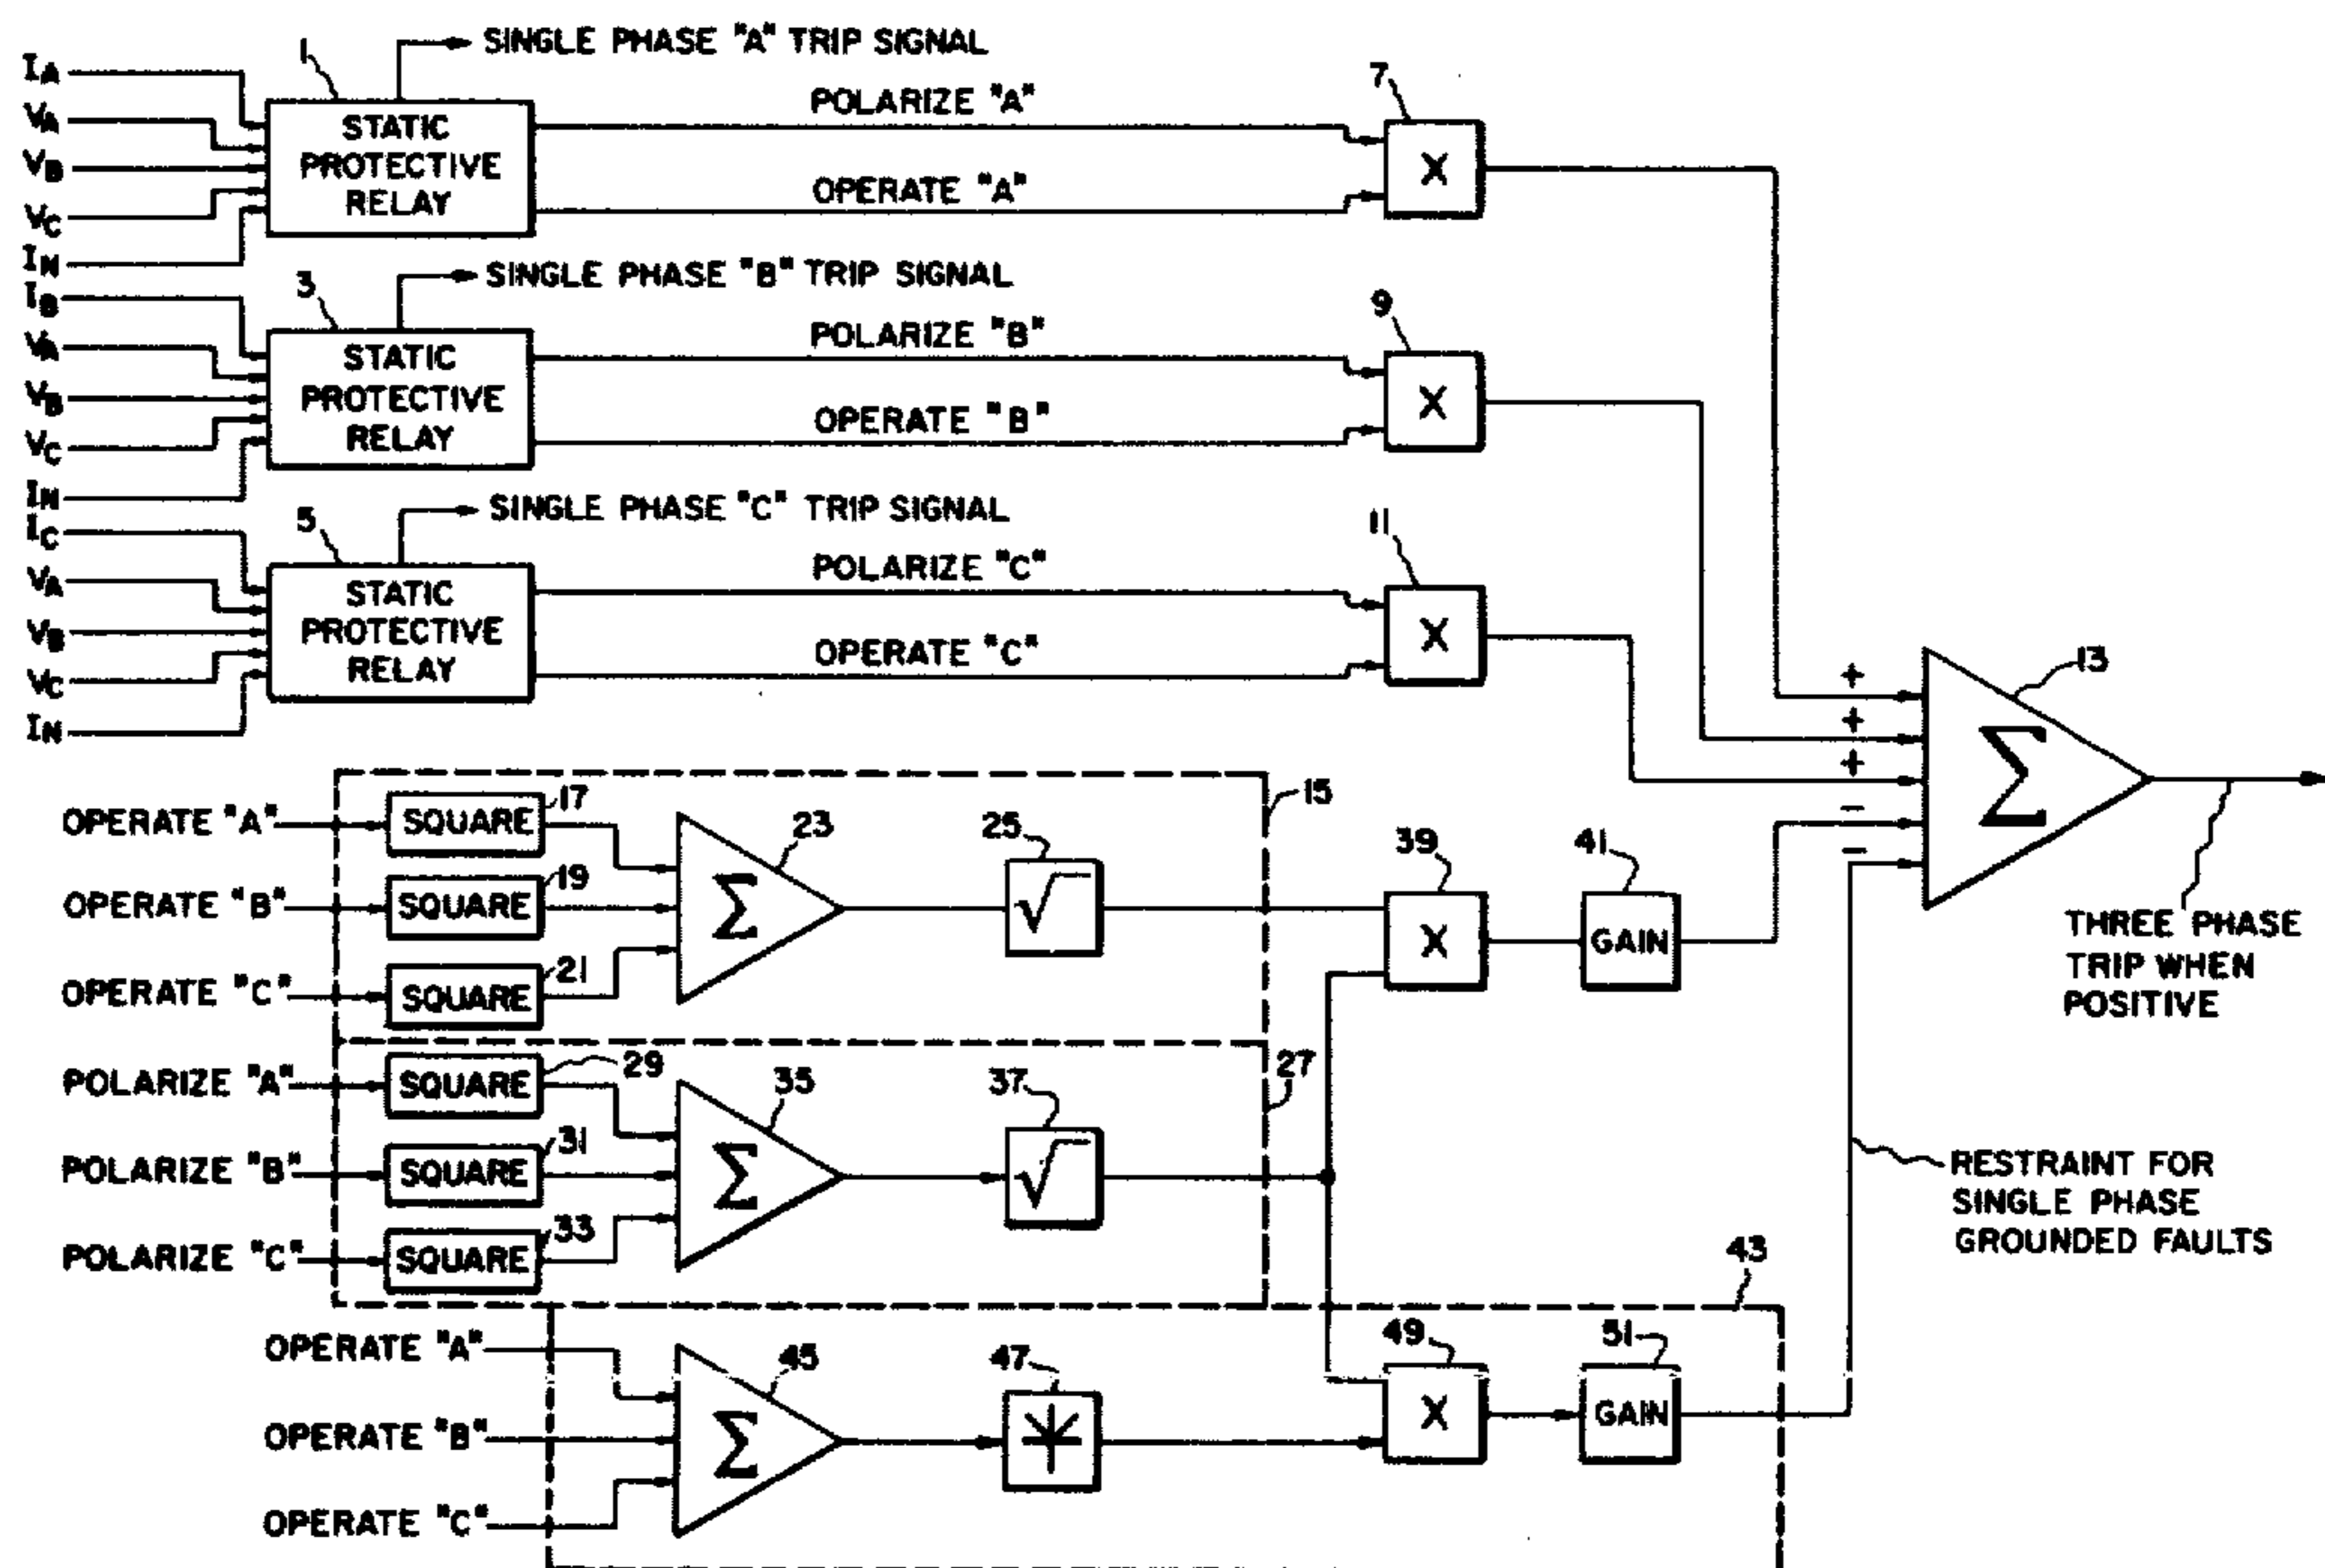 SINGLE PHASE "A" TRIP SIGNAL
1
IA
VA
VB
VC
IN
STATIC
PROTECTIVE
RELAY
POLARIZE "A"
OPERATE "A"
7
X
SINGLE PHASE "B" TRIP SIGNAL
3
IB
VA
VB
VC
IN
STATIC
PROTECTIVE
RELAY
POLARIZE "B"
OPERATE "B"
9
X
SINGLE PHASE "C" TRIP SIGNAL
5
IC
VA
VB
VC
IN
STATIC
PROTECTIVE
RELAY
POLARIZE "C"
OPERATE "C"
11
X
+
+
+
−
−
Σ
13
THREE PHASE
TRIP WHEN
POSITIVE
OPERATE "A"
SQUARE
17
OPERATE "B"
SQUARE
19
OPERATE "C"
SQUARE
21
Σ
23
25
√
15
39
X
41
GAIN
POLARIZE "A"
SQUARE
29
POLARIZE "B"
SQUARE
31
POLARIZE "C"
SQUARE
33
Σ
35
37
√
27
RESTRAINT FOR
SINGLE PHASE
GROUNDED FAULTS
43
OPERATE "A"
OPERATE "B"
OPERATE "C"
Σ
45
47
49
X
51
GAIN